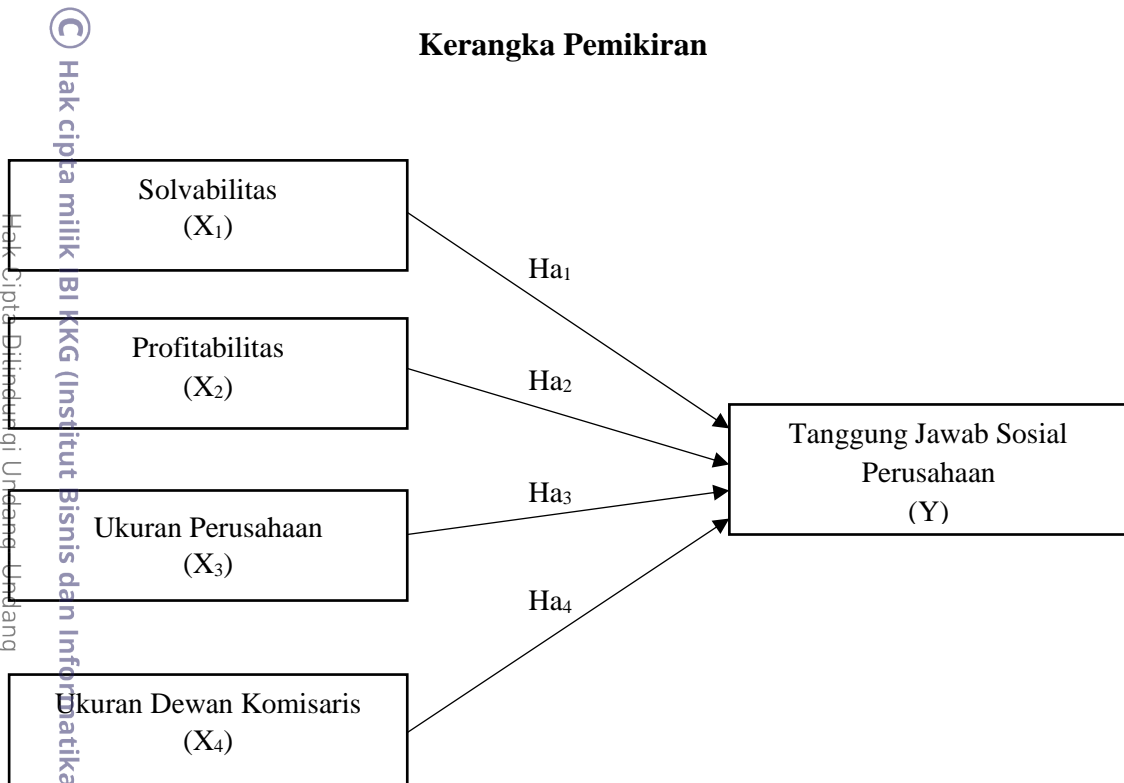 Kerangka Pemikiran
Solvabilitas
(X₁)
Profitabilitas
(X₂)
Ukuran Perusahaan
(X₃)
Ukuran Dewan Komisaris
(X₄)
Ha₁
Ha₂
Ha₃
Ha₄
Tanggung Jawab Sosial
Perusahaan
(Y)
© Hak cipta milik IBI KKG (Institut Bisnis dan Informatika
Hak Cipta Dilindungi Undang-Undang